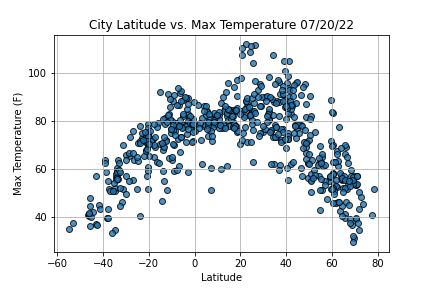 City Latitude vs. Max Temperature 07/20/22
100
80
60
40
Max Temperature (F)
−60 −40 −20 0 20 40 60 80
Latitude